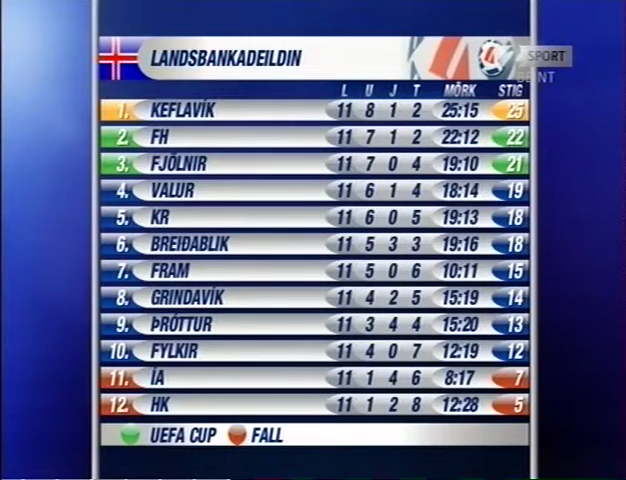 LANDSBANKADEILDIN
SPORT
BEINT
L U J T MÖRK STIG
1. KEFLAVÍK 11 8 1 2 25:15 25
2. FH 11 7 1 2 22:12 22
3. FJÖLNIR 11 7 0 4 19:10 21
4. VALUR 11 6 1 4 18:14 19
5. KR 11 6 0 5 19:13 18
6. BREIÐABLIK 11 5 3 3 19:16 18
7. FRAM 11 5 0 6 10:11 15
8. GRINDAVÍK 11 4 2 5 15:19 14
9. ÞRÓTTUR 11 3 4 4 15:20 13
10. FYLKIR 11 4 0 7 12:19 12
11. ÍA 11 1 4 6 8:17 7
12. HK 11 1 2 8 12:28 5
UEFA CUP FALL